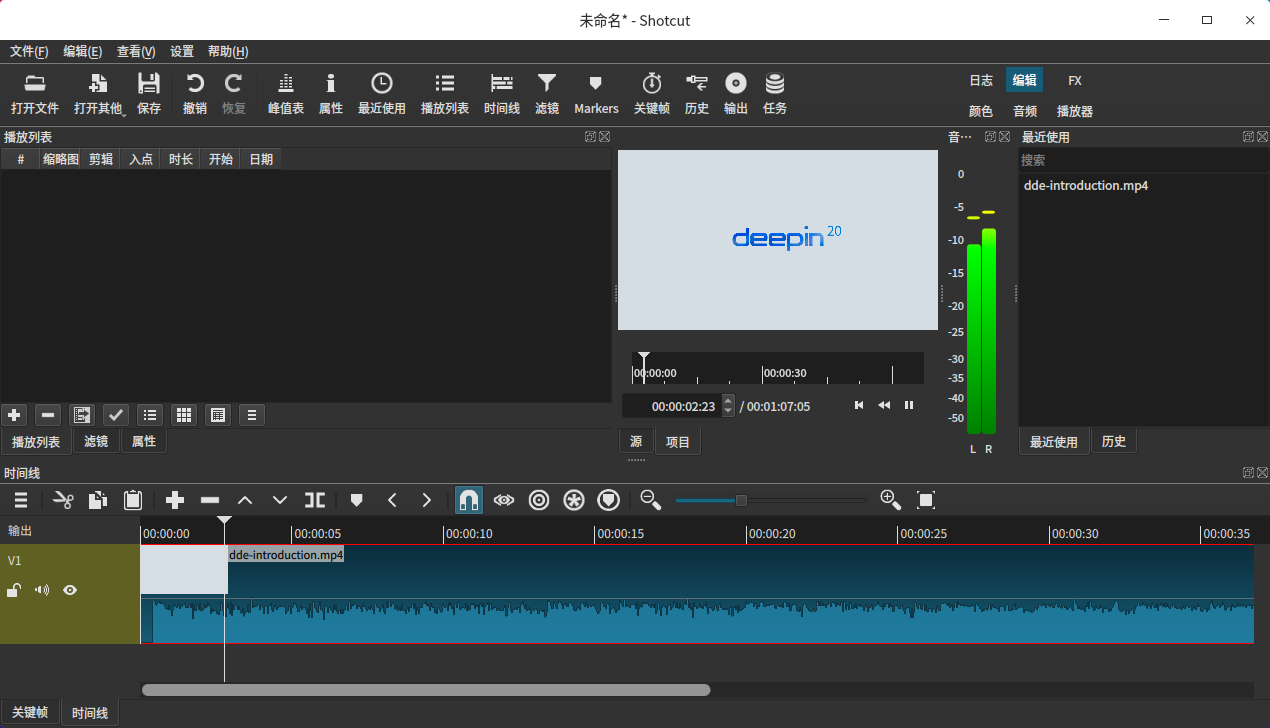 未命名* - Shotcut
文件(F) 编辑(E) 查看(V) 设置 帮助(H)
打开文件 打开其他 保存 撤销 恢复 峰值表 属性 最近使用 播放列表 时间线 滤镜 Markers 关键帧 历史 输出 任务
日志 编辑 FX
颜色 音频 播放器
播放列表
# 缩略图 剪辑 入点 时长 开始 日期
播放列表 滤镜 属性
deepin 20
00:00:00 00:00:30
00:00:02:23 / 00:01:07:05
源 项目
音…
0
-5
-10
-15
-20
-25
-30
-35
-40
-50
L R
最近使用
搜索
dde-introduction.mp4
最近使用 历史
时间线
输出
00:00:00 00:00:05 00:00:10 00:00:15 00:00:20 00:00:25 00:00:30 00:00:35
V1
dde-introduction.mp4
关键帧 时间线